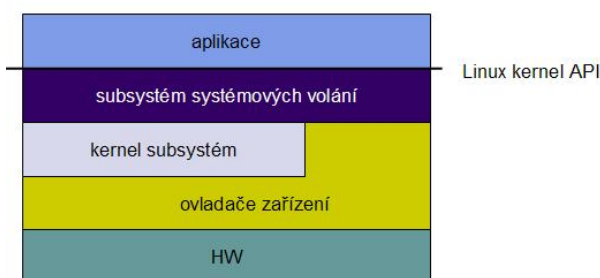 aplikace
Linux kernel API
subsystém systémových volání
kernel subsystém
ovladače zařízení
HW